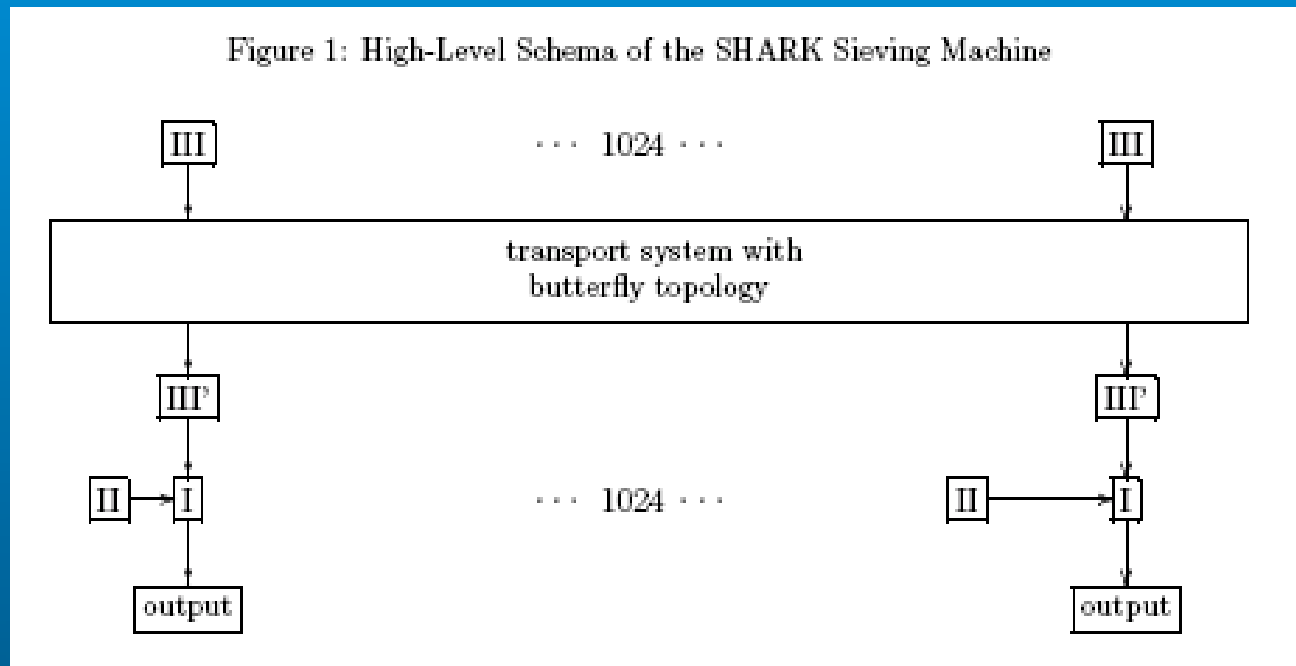 Figure 1: High-Level Schema of the SHARK Sieving Machine
III ··· 1024 ··· III
transport system with
butterfly topology
III' III'
II I ··· 1024 ··· II I
output output